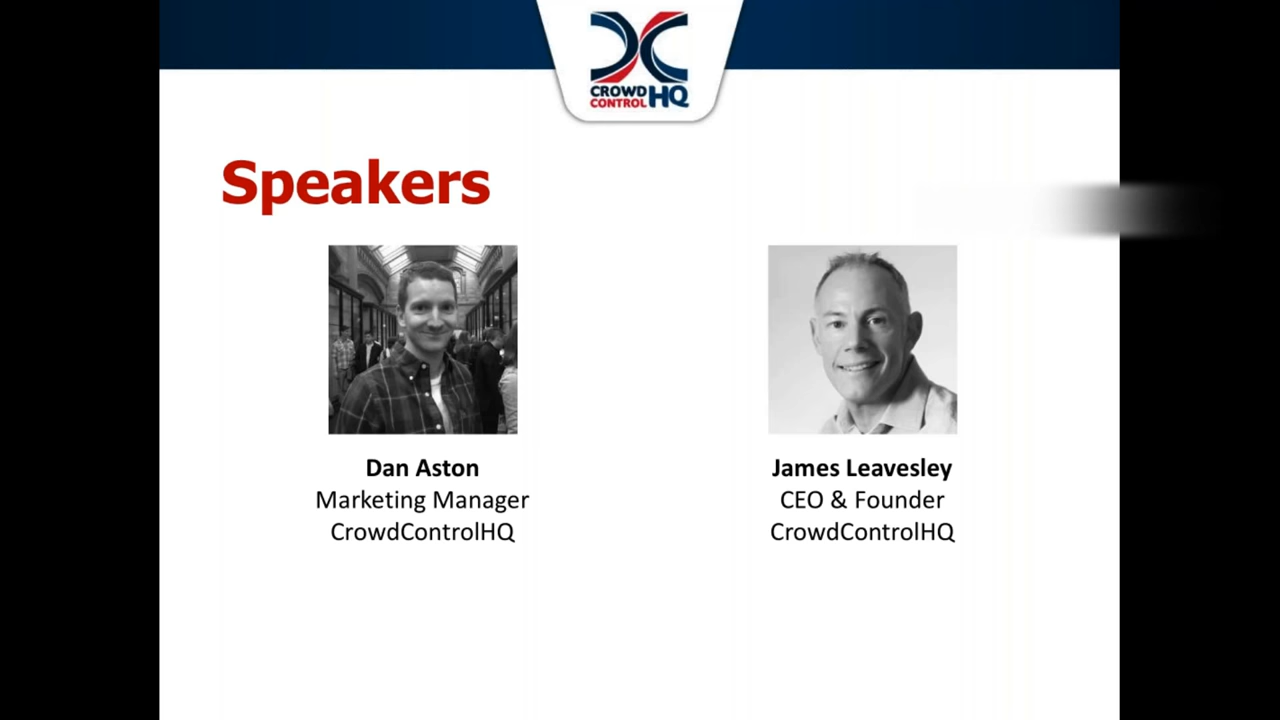 CROWD
CONTROL HQ
Speakers
Dan Aston
Marketing Manager
CrowdControlHQ
James Leavesley
CEO & Founder
CrowdControlHQ